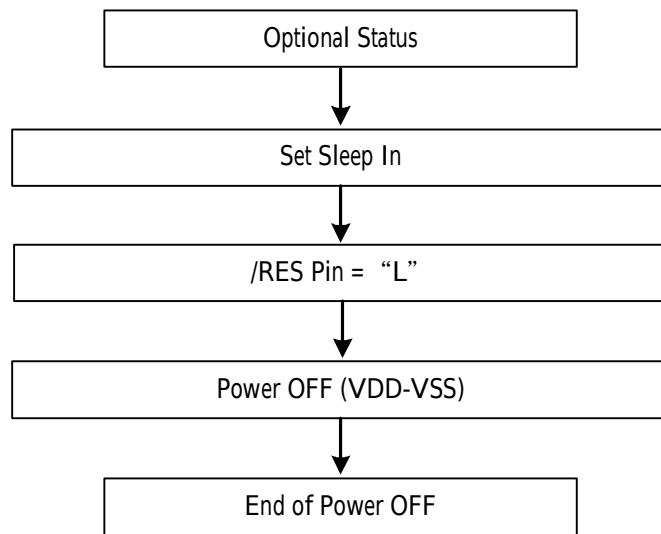 Optional Status
Set Sleep In
/RES Pin = “L”
Power OFF (VDD-VSS)
End of Power OFF